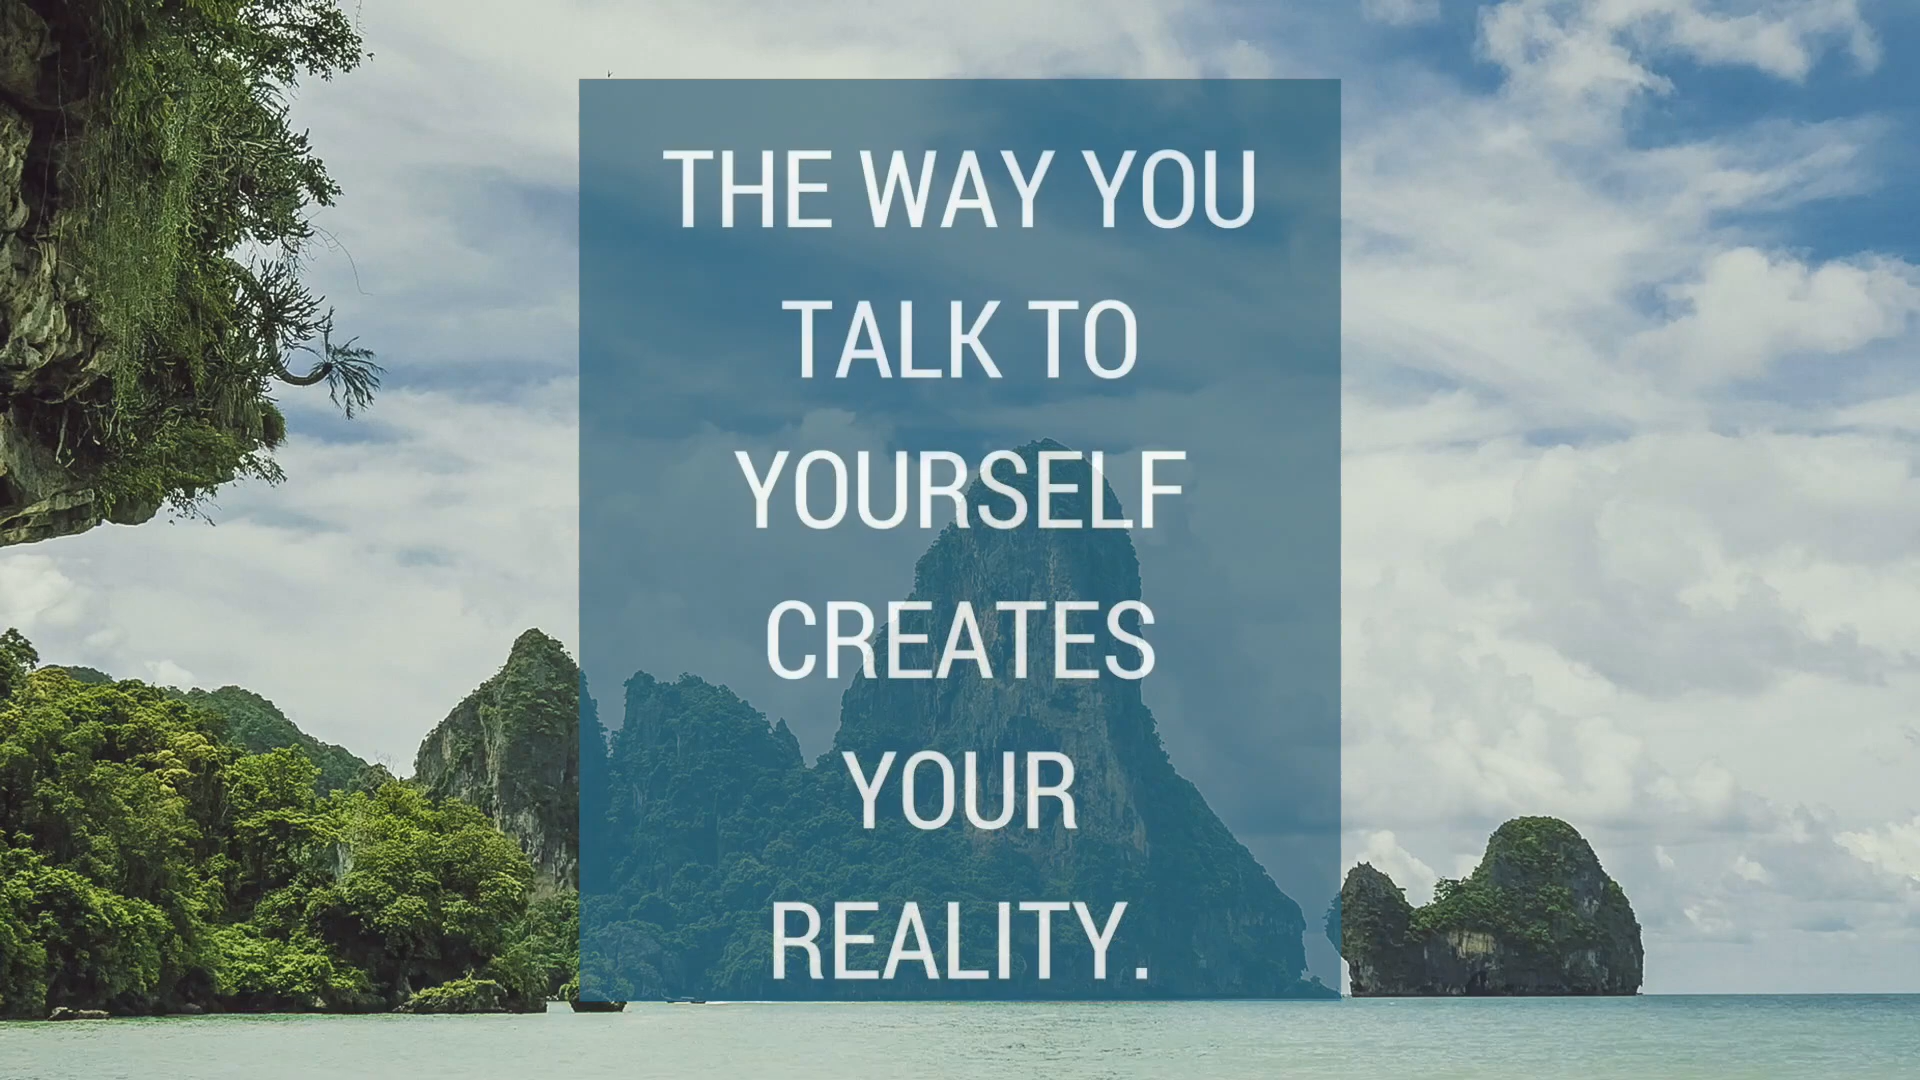 THE WAY YOU
TALK TO
YOURSELF
CREATES
YOUR
REALITY.